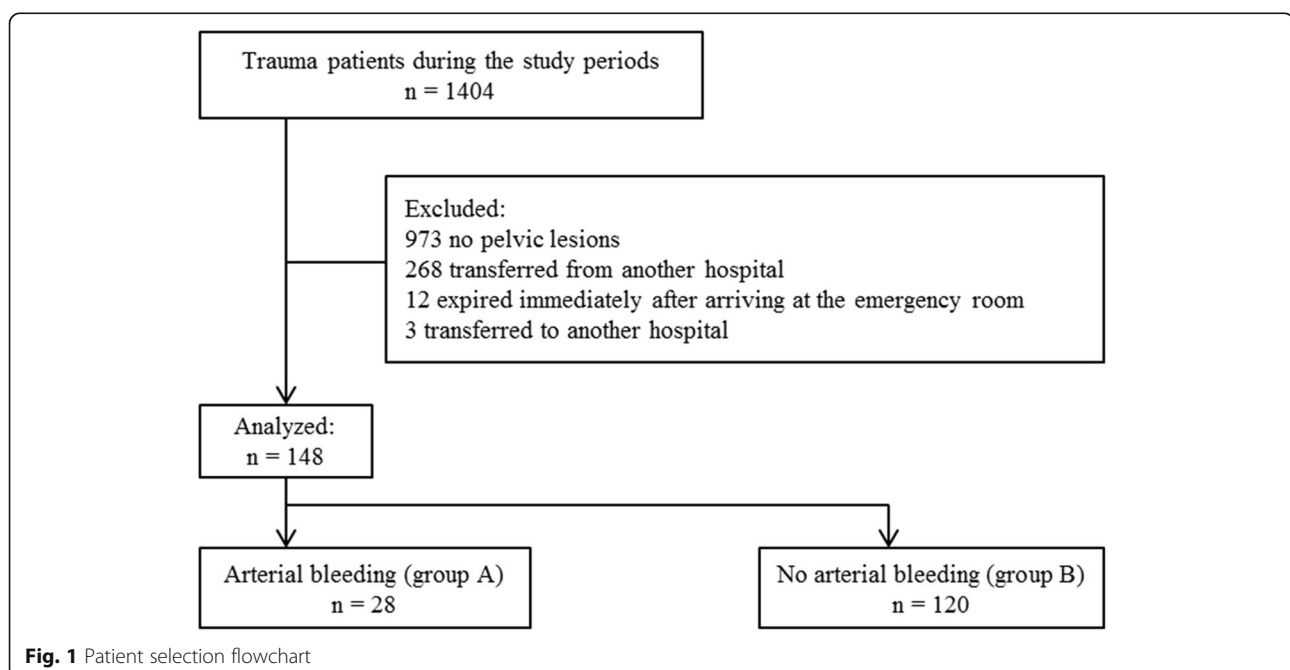 Trauma patients during the study periods
n = 1404
Excluded:
973 no pelvic lesions
268 transferred from another hospital
12 expired immediately after arriving at the emergency room
3 transferred to another hospital
Analyzed:
n = 148
Arterial bleeding (group A)
n = 28
No arterial bleeding (group B)
n = 120
Fig. 1 Patient selection flowchart